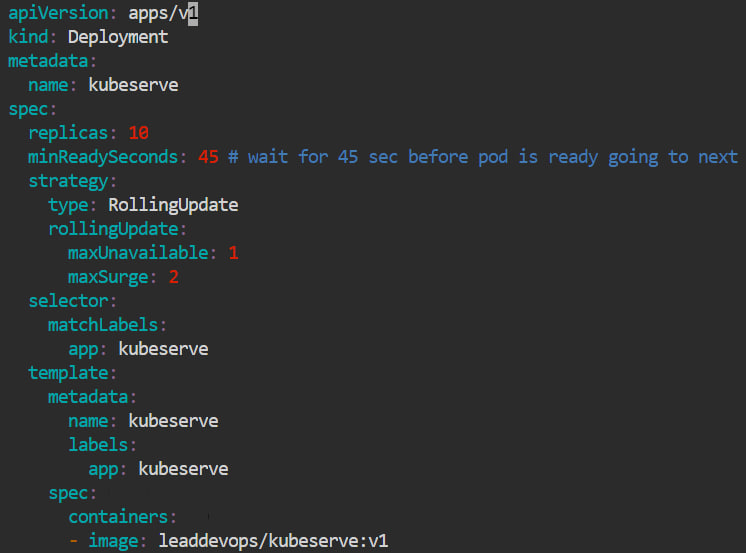 apiVersion: apps/v1
kind: Deployment
metadata:
  name: kubeserve
spec:
  replicas: 10
  minReadySeconds: 45 # wait for 45 sec before pod is ready going to next
  strategy:
    type: RollingUpdate
    rollingUpdate:
      maxUnavailable: 1
      maxSurge: 2
  selector:
    matchLabels:
      app: kubeserve
  template:
    metadata:
      name: kubeserve
      labels:
        app: kubeserve
    spec:
      containers:
      - image: leaddevops/kubeserve:v1